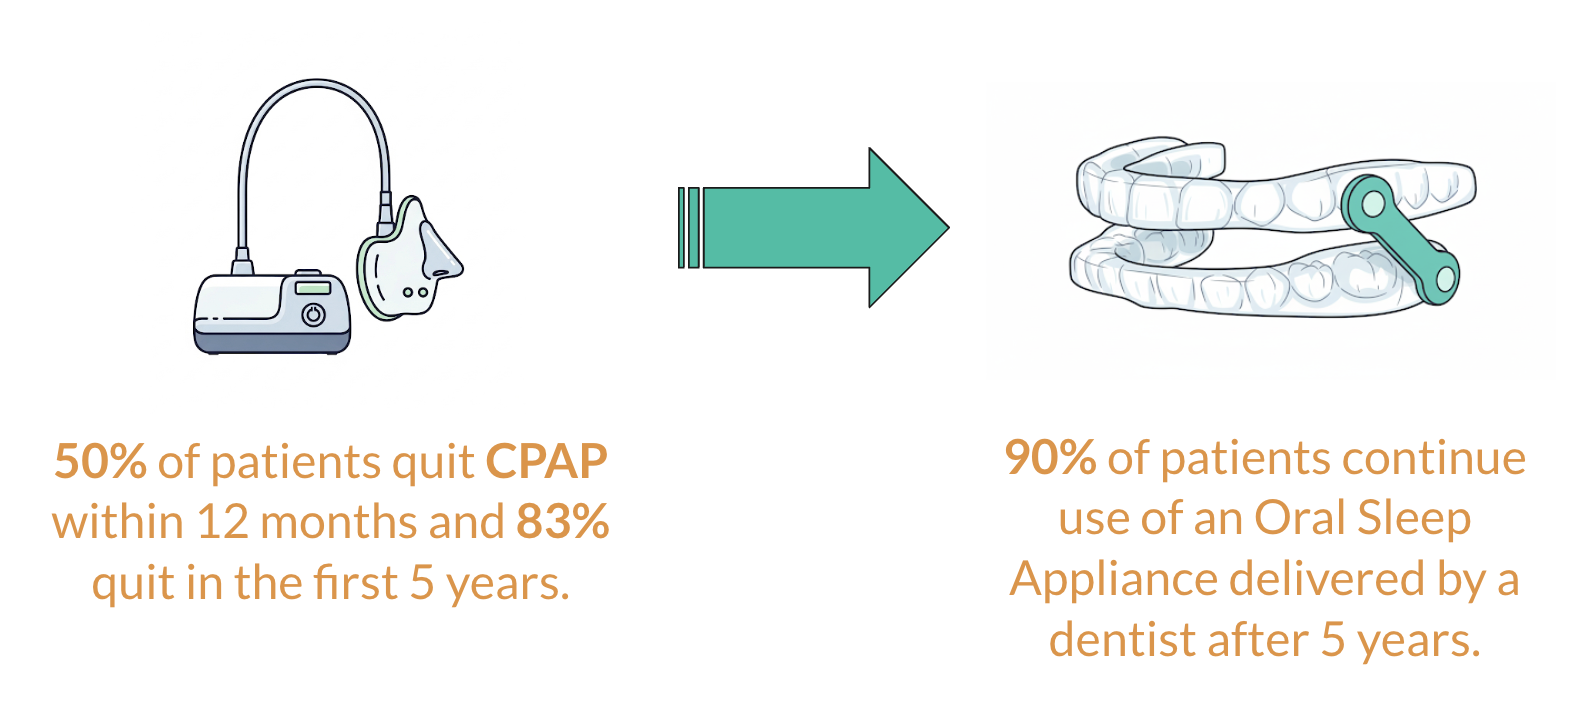 50% of patients quit CPAP
within 12 months and 83%
quit in the first 5 years.
90% of patients continue
use of an Oral Sleep
Appliance delivered by a
dentist after 5 years.